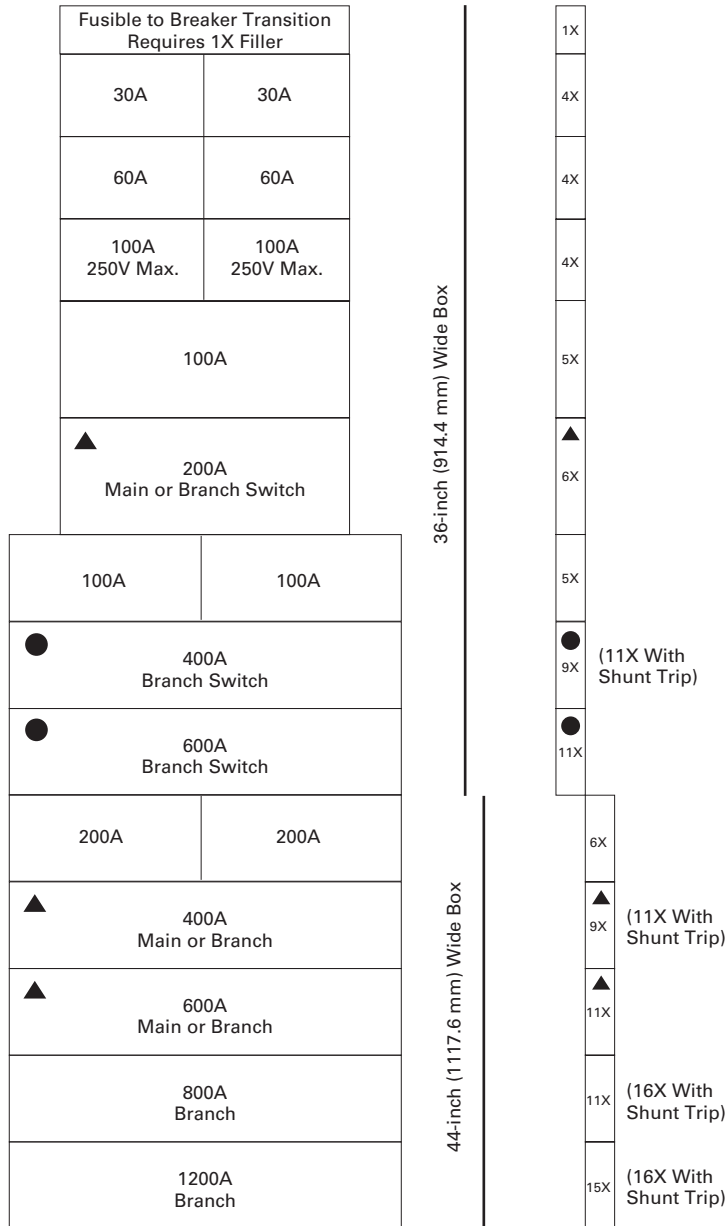 Fusible to Breaker Transition
Requires 1X Filler
1X
30A 30A
4X
60A 60A
4X
100A 100A
250V Max. 250V Max.
4X
100A
5X
200A
Main or Branch Switch
6X
36-inch (914.4 mm) Wide Box
100A 100A
5X
400A
Branch Switch
9X
(11X With
Shunt Trip)
600A
Branch Switch
11X
200A 200A
6X
400A
Main or Branch
9X
(11X With
Shunt Trip)
600A
Main or Branch
11X
44-inch (1117.6 mm) Wide Box
800A
Branch
11X
(16X With
Shunt Trip)
1200A
Branch
15X
(16X With
Shunt Trip)